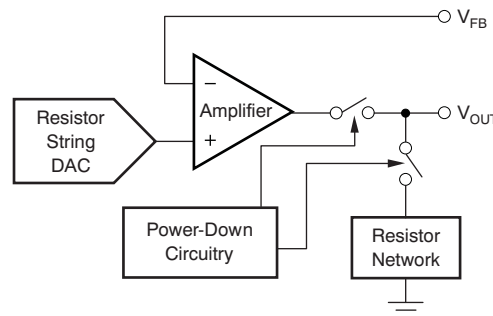 V_FB
−
Amplifier
+
V_OUT
Resistor
String
DAC
Power-Down
Circuitry
Resistor
Network